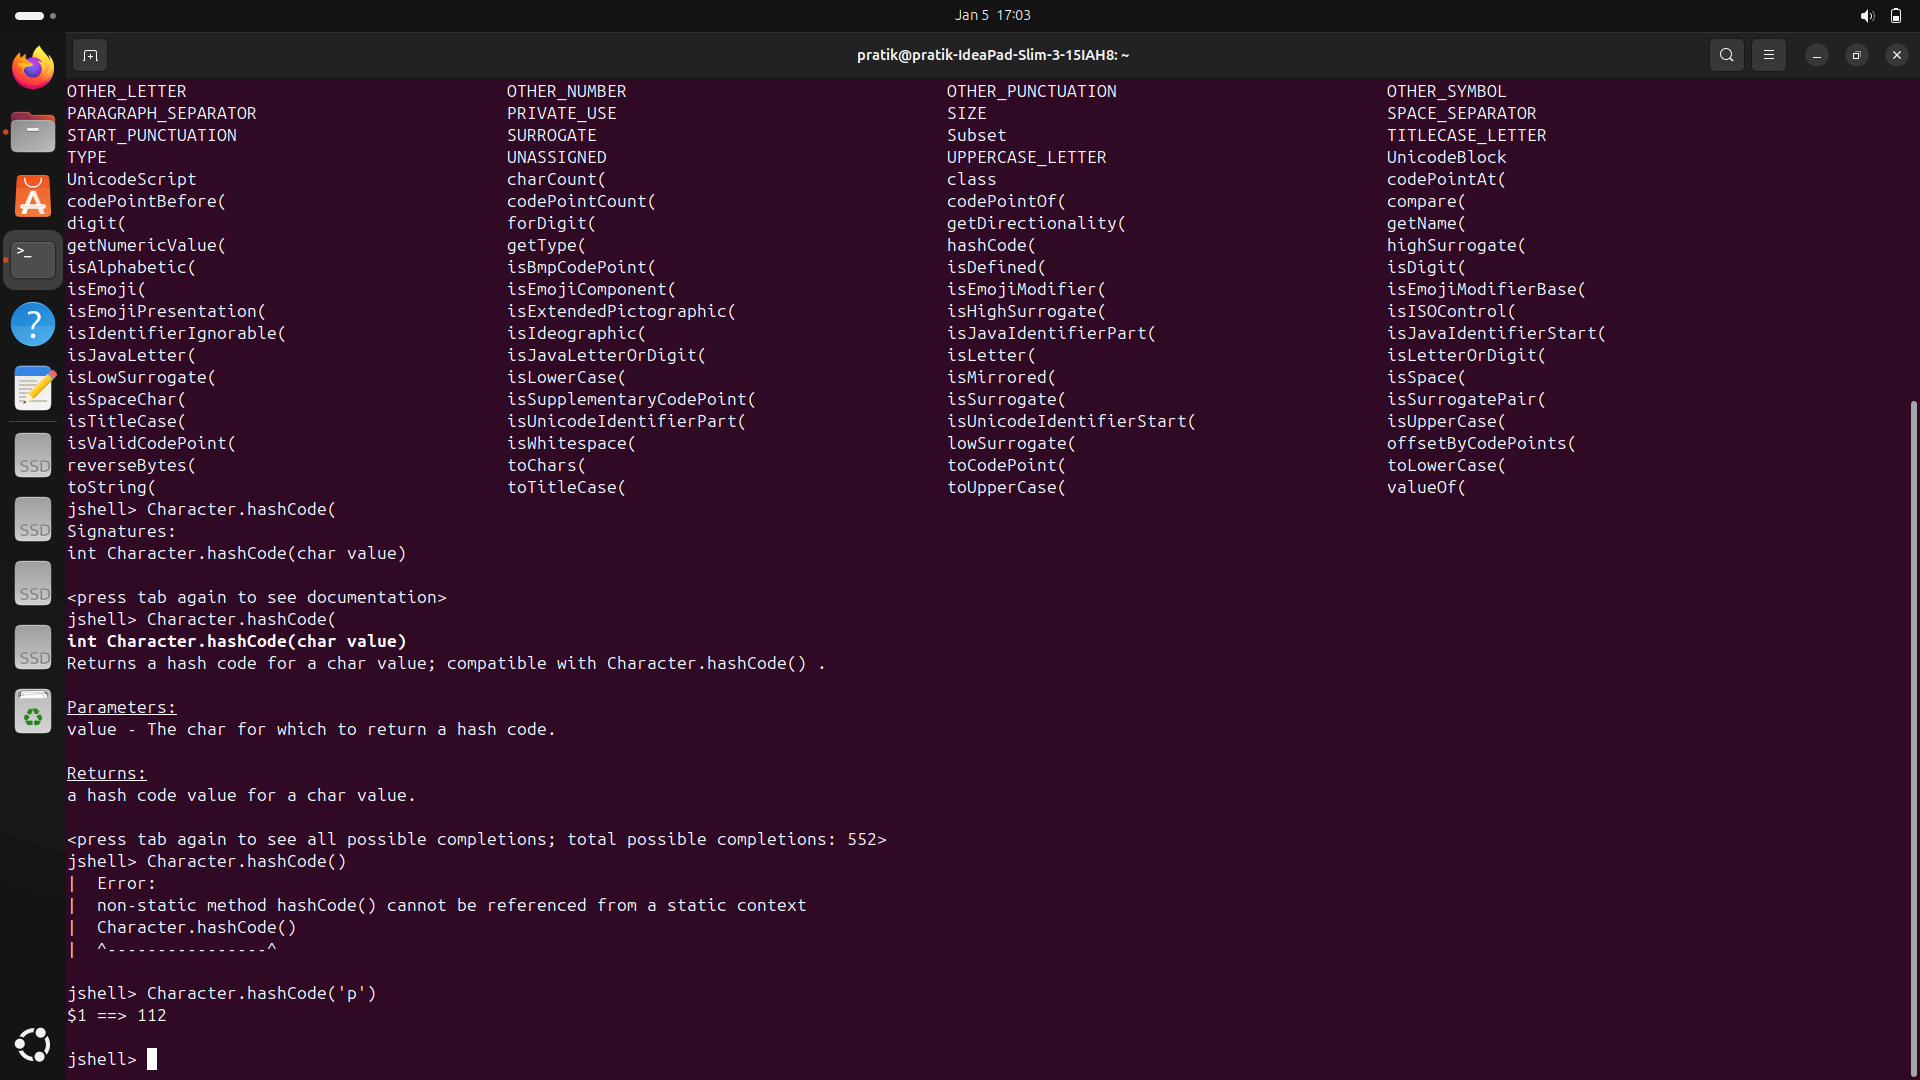 Jan 5 17:03
pratik@pratik-IdeaPad-Slim-3-15IAH8: ~
OTHER_LETTER OTHER_NUMBER OTHER_PUNCTUATION OTHER_SYMBOL
PARAGRAPH_SEPARATOR PRIVATE_USE SIZE SPACE_SEPARATOR
START_PUNCTUATION SURROGATE Subset TITLECASE_LETTER
TYPE UNASSIGNED UPPERCASE_LETTER UnicodeBlock
UnicodeScript charCount( class codePointAt(
codePointBefore( codePointCount( codePointOf( compare(
digit( forDigit( getDirectionality( getName(
getNumericValue( getType( hashCode( highSurrogate(
isAlphabetic( isBmpCodePoint( isDefined( isDigit(
isEmoji( isEmojiComponent( isEmojiModifier( isEmojiModifierBase(
isEmojiPresentation( isExtendedPictographic( isHighSurrogate( isISOControl(
isIdentifierIgnorable( isIdeographic( isJavaIdentifierPart( isJavaIdentifierStart(
isJavaLetter( isJavaLetterOrDigit( isLetter( isLetterOrDigit(
isLowSurrogate( isLowerCase( isMirrored( isSpace(
isSpaceChar( isSupplementaryCodePoint( isSurrogate( isSurrogatePair(
isTitleCase( isUnicodeIdentifierPart( isUnicodeIdentifierStart( isUpperCase(
isValidCodePoint( isWhitespace( lowSurrogate( offsetByCodePoints(
reverseBytes( toChars( toCodePoint( toLowerCase(
toString( toTitleCase( toUpperCase( valueOf(
jshell> Character.hashCode(
Signatures:
int Character.hashCode(char value)
<press tab again to see documentation>
jshell> Character.hashCode(
int Character.hashCode(char value)
Returns a hash code for a char value; compatible with Character.hashCode() .
Parameters:
value - The char for which to return a hash code.
Returns:
a hash code value for a char value.
<press tab again to see all possible completions; total possible completions: 552>
jshell> Character.hashCode()
|  Error:
|  non-static method hashCode() cannot be referenced from a static context
|  Character.hashCode()
|  ^----------------^
jshell> Character.hashCode('p')
$1 ==> 112
jshell>
>_
?
SSD
SSD
SSD
SSD